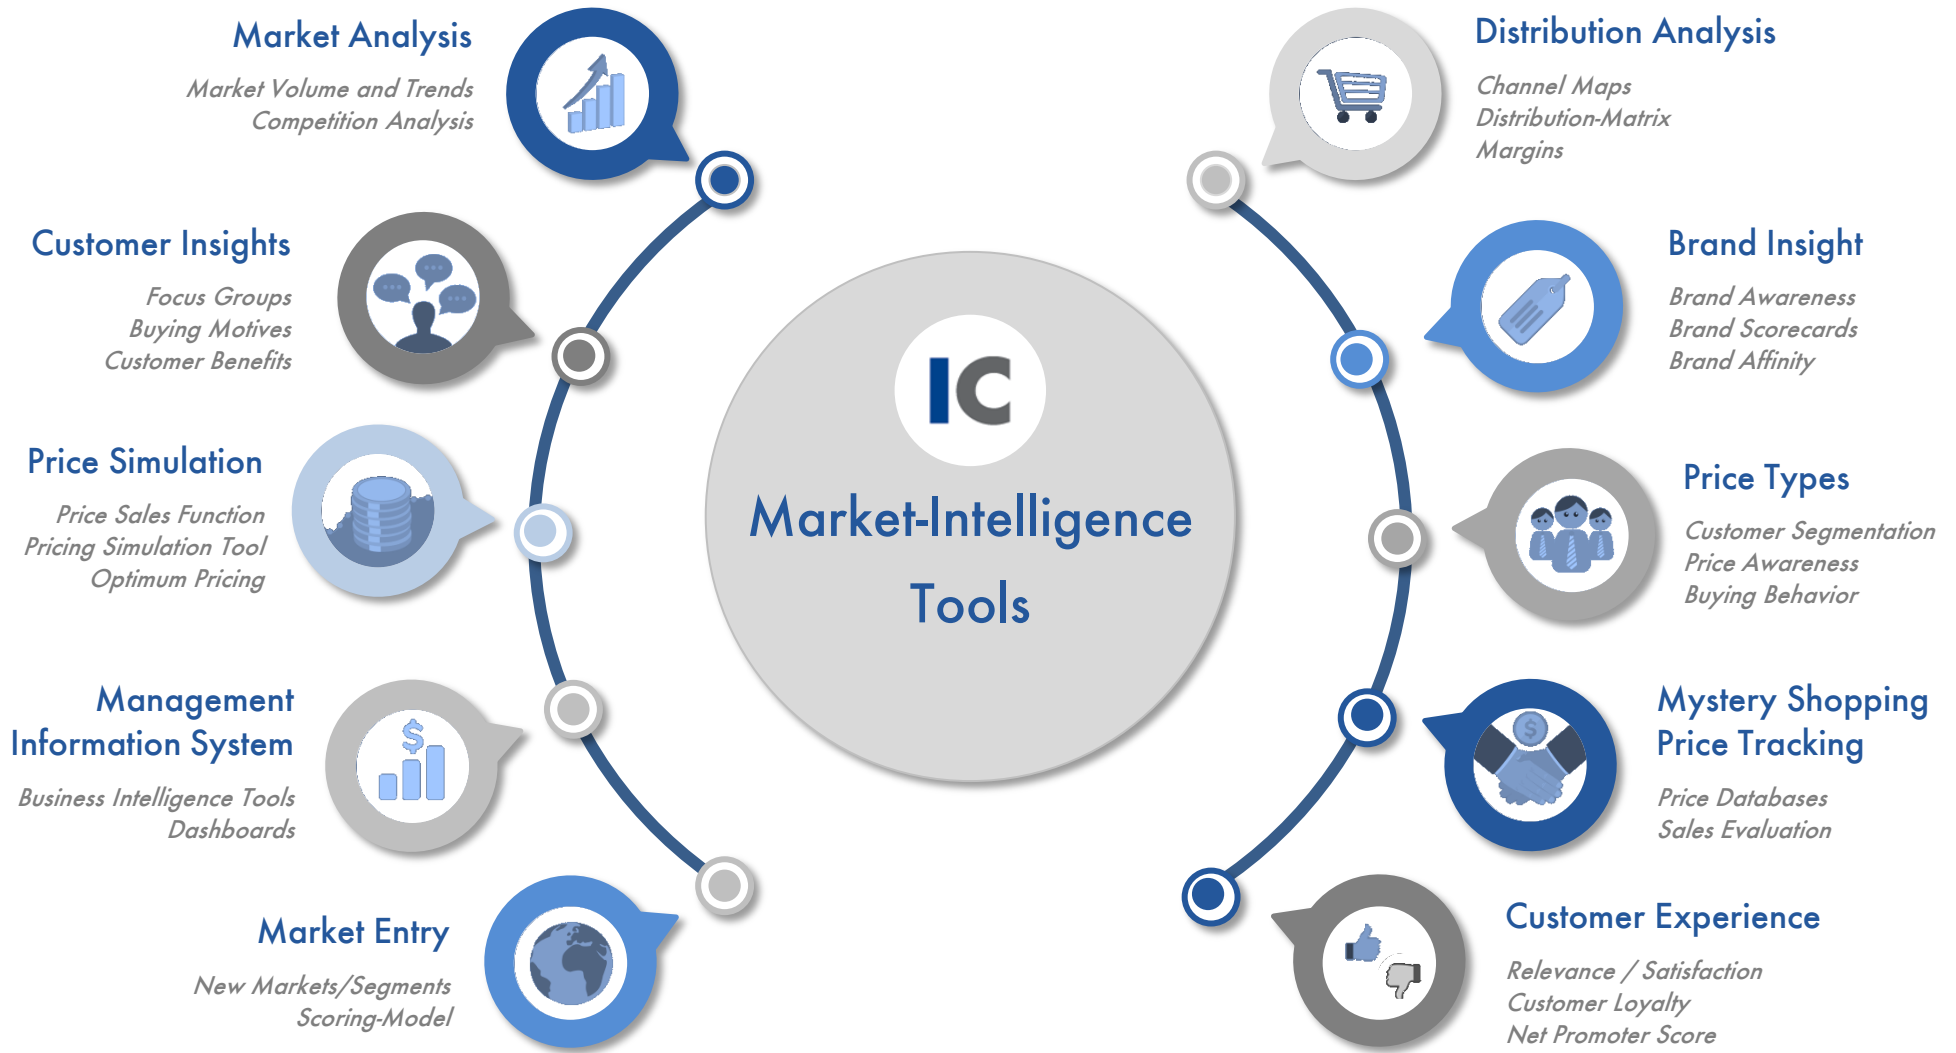 Market Analysis
Market Volume and Trends
Competition Analysis
Customer Insights
Focus Groups
Buying Motives
Customer Benefits
Price Simulation
Price Sales Function
Pricing Simulation Tool
Optimum Pricing
Management
Information System
Business Intelligence Tools
Dashboards
$
Market Entry
New Markets/Segments
Scoring-Model
IC
Market-Intelligence
Tools
Distribution Analysis
Channel Maps
Distribution-Matrix
Margins
Brand Insight
Brand Awareness
Brand Scorecards
Brand Affinity
Price Types
Customer Segmentation
Price Awareness
Buying Behavior
Mystery Shopping
Price Tracking
Price Databases
Sales Evaluation
$
Customer Experience
Relevance / Satisfaction
Customer Loyalty
Net Promoter Score